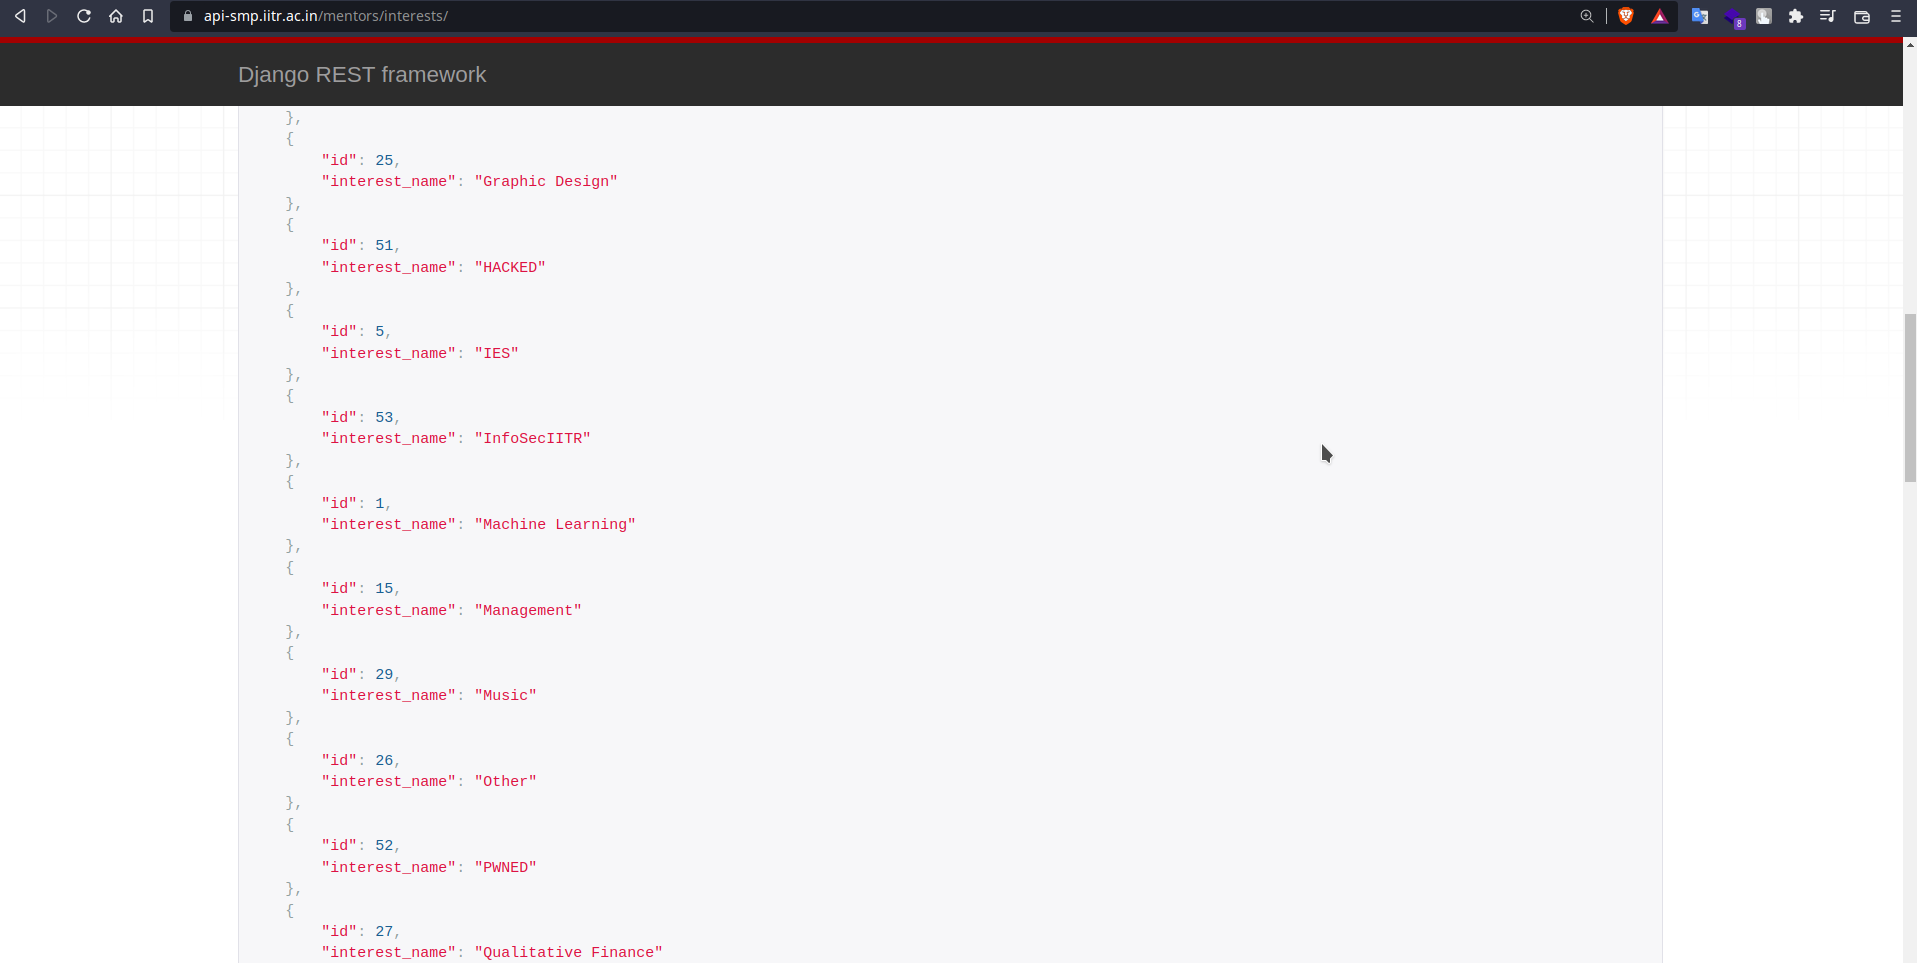 api-smp.iitr.ac.in/mentors/interests/
8
Django REST framework
},
{
"id": 25,
"interest_name": "Graphic Design"
},
{
"id": 51,
"interest_name": "HACKED"
},
{
"id": 5,
"interest_name": "IES"
},
{
"id": 53,
"interest_name": "InfoSecIITR"
},
{
"id": 1,
"interest_name": "Machine Learning"
},
{
"id": 15,
"interest_name": "Management"
},
{
"id": 29,
"interest_name": "Music"
},
{
"id": 26,
"interest_name": "Other"
},
{
"id": 52,
"interest_name": "PWNED"
},
{
"id": 27,
"interest_name": "Qualitative Finance"